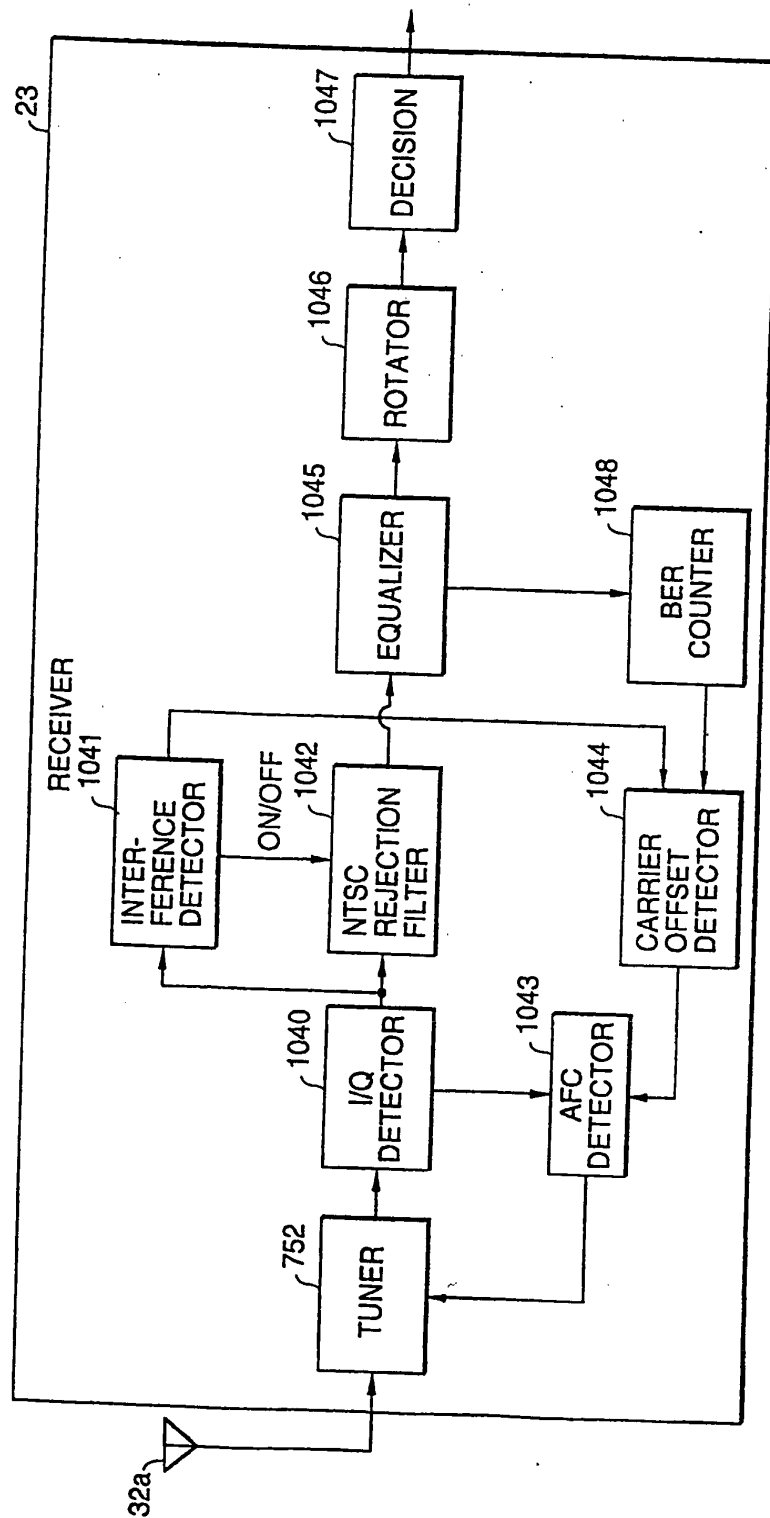 23
RECEIVER
32a
752
TUNER
1040
I/Q
DETECTOR
1041
INTER-
FERENCE
DETECTOR
ON/OFF
1042
NTSC
REJECTION
FILTER
1045
EQUALIZER
1046
ROTATOR
1047
DECISION
1043
AFC
DETECTOR
1044
CARRIER
OFFSET
DETECTOR
1048
BER
COUNTER